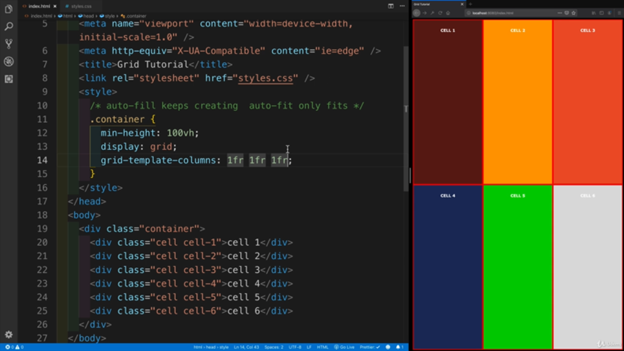 index.html
styles.css
index.html > html > head > style > .container
5 <meta name="viewport" content="width=device-width,
initial-scale=1.0" />
6 <meta http-equiv="X-UA-Compatible" content="ie=edge" />
7 <title>Grid Tutorial</title>
8 <link rel="stylesheet" href="styles.css" />
9 <style>
10 /* auto-fill keeps creating  auto-fit only fits */
11 .container {
12 min-height: 100vh;
13 display: grid;
14 grid-template-columns: 1fr 1fr 1fr;
15 }
16 </style>
17 </head>
18 <body>
19 <div class="container">
20 <div class="cell cell-1">cell 1</div>
21 <div class="cell cell-2">cell 2</div>
22 <div class="cell cell-3">cell 3</div>
23 <div class="cell cell-4">cell 4</div>
24 <div class="cell cell-5">cell 5</div>
25 <div class="cell cell-6">cell 6</div>
26 </div>
27 </body>
html > head > style Ln 14, Col 43 Spaces: 2 UTF-8 LF HTML Go Live Prettier
Grid Tutorial
CELL 1
CELL 2
CELL 3
CELL 4
CELL 5
CELL 6